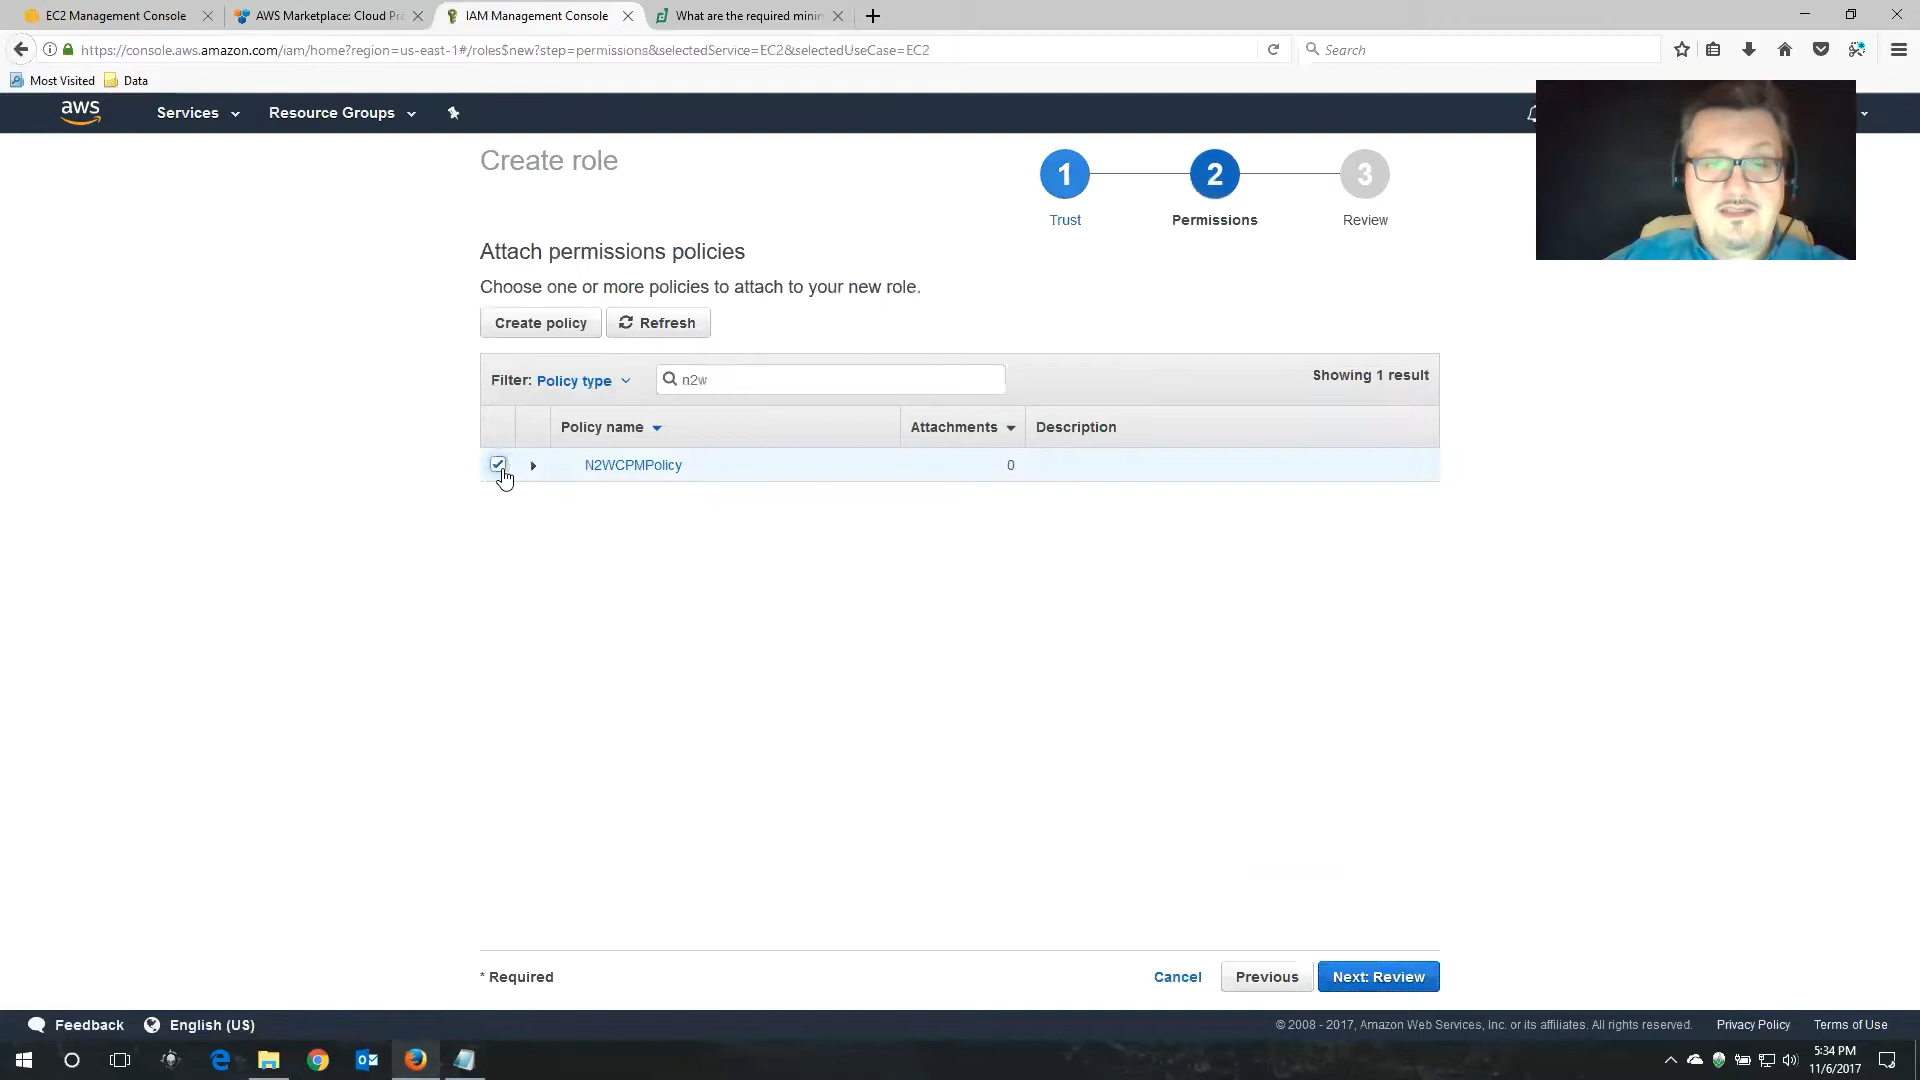 EC2 Management Console
AWS Marketplace: Cloud Pr
IAM Management Console
What are the required minin
https://console.aws.amazon.com/iam/home?region=us-east-1#/roles$new?step=permissions&selectedService=EC2&selectedUseCase=EC2
Search
Most Visited Data
aws Services Resource Groups
Create role
1 2 3
Trust Permissions Review
Attach permissions policies
Choose one or more policies to attach to your new role.
Create policy Refresh
Filter: Policy type n2w Showing 1 result
Policy name Attachments Description
N2WCPMPolicy 0
* Required Cancel Previous Next: Review
Feedback English (US) © 2008 - 2017, Amazon Web Services, Inc. or its affiliates. All rights reserved. Privacy Policy Terms of Use
5:34 PM
11/6/2017